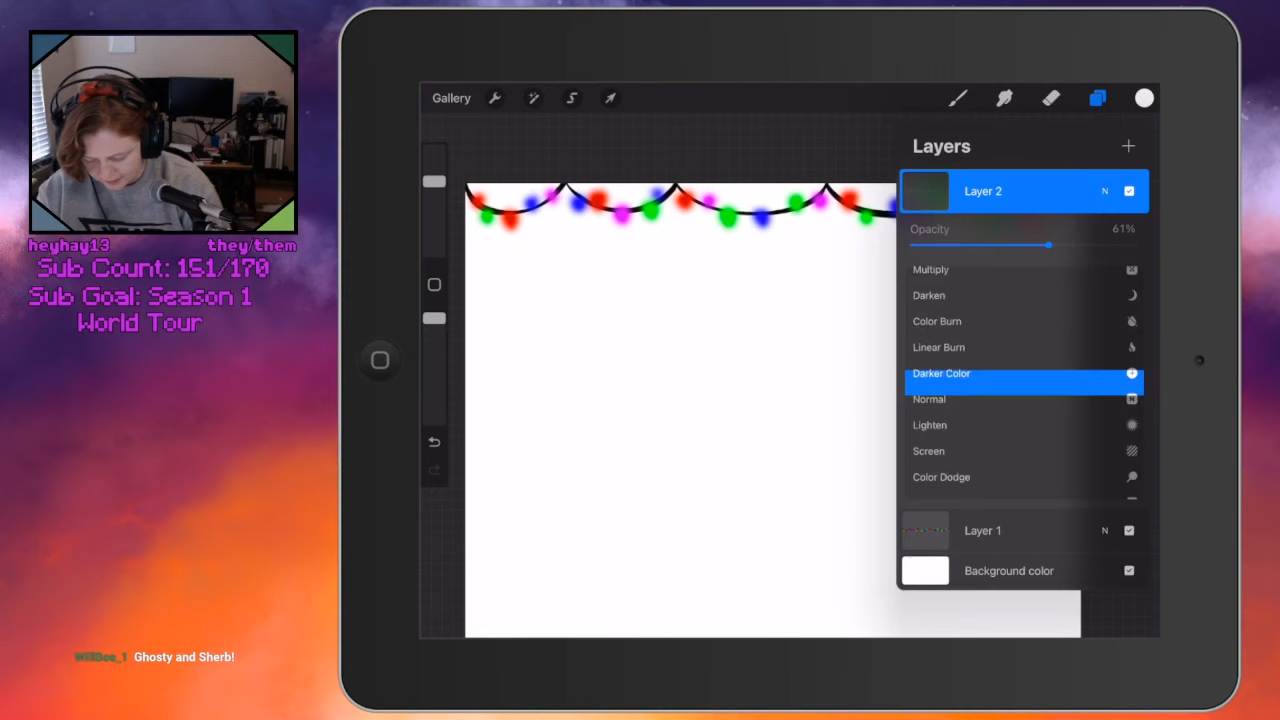 heyhay13 they/them
Sub Count: 151/170
Sub Goal: Season 1
World Tour
WillBoo_1 Ghosty and Sherb!
Gallery
Layers
Layer 2 N
Opacity 61%
Multiply
Darken
Color Burn
Linear Burn
Darker Color
Normal N
Lighten
Screen
Color Dodge
Layer 1 N
Background color